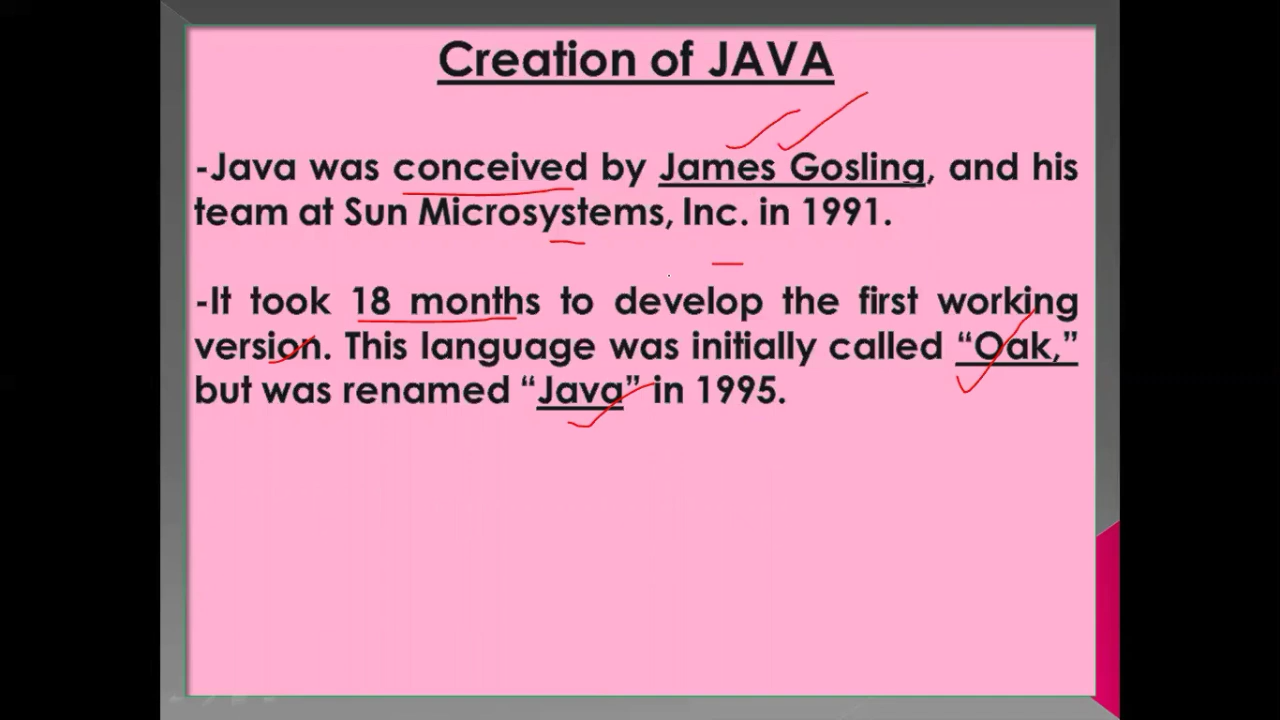 Creation of JAVA
-Java was conceived by James Gosling, and his
team at Sun Microsystems, Inc. in 1991.
-It took 18 months to develop the first working
version. This language was initially called “Oak,”
but was renamed “Java” in 1995.